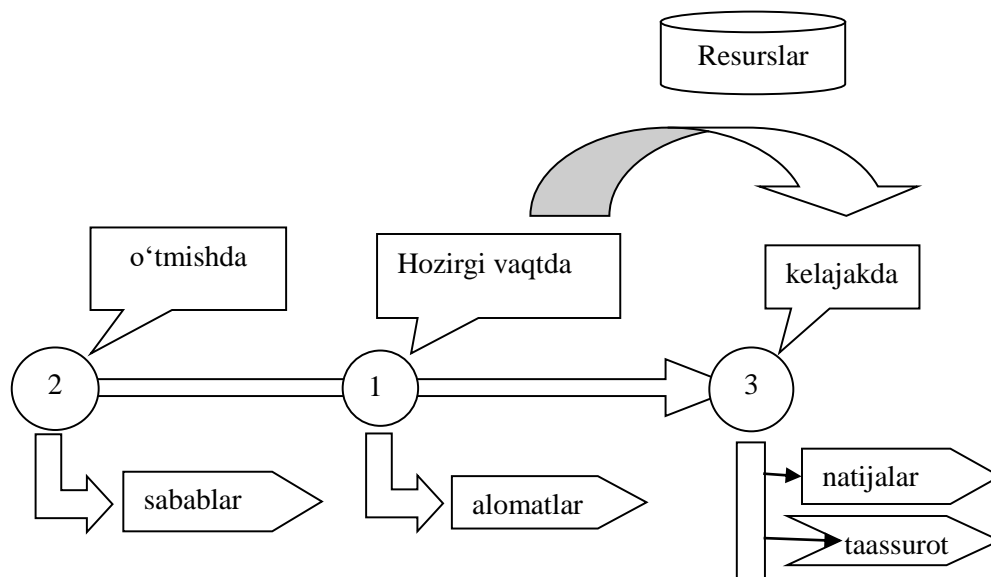 Resurslar
o‘tmishda
Hozirgi vaqtda
kelajakda
2
1
3
sabablar
alomatlar
natijalar
taassurot